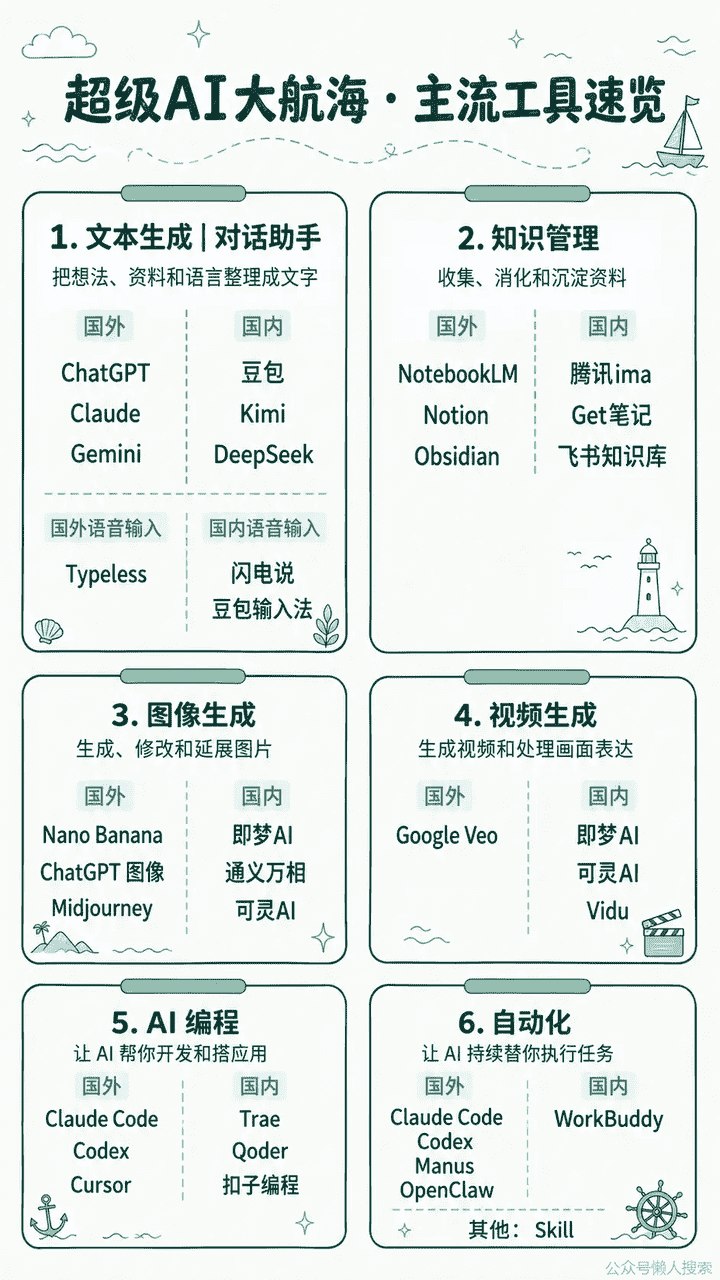 超级AI大航海·主流工具速览
1. 文本生成|对话助手
把想法、资料和语言整理成文字
国外
国内
ChatGPT
豆包
Claude
Kimi
Gemini
DeepSeek
国外语音输入
国内语音输入
Typeless
闪电说
豆包输入法
2. 知识管理
收集、消化和沉淀资料
国外
国内
NotebookLM
腾讯ima
Notion
Get笔记
Obsidian
飞书知识库
3. 图像生成
生成、修改和延展图片
国外
国内
Nano Banana
即梦AI
ChatGPT 图像
通义万相
Midjourney
可灵AI
4. 视频生成
生成视频和处理画面表达
国外
国内
Google Veo
即梦AI
可灵AI
Vidu
5. AI 编程
让 AI 帮你开发和搭应用
国外
国内
Claude Code
Trae
Codex
Qoder
Cursor
扣子编程
6. 自动化
让 AI 持续替你执行任务
国外
国内
Claude Code
WorkBuddy
Codex
Manus
OpenClaw
其他： Skill
公众号懒人搜索